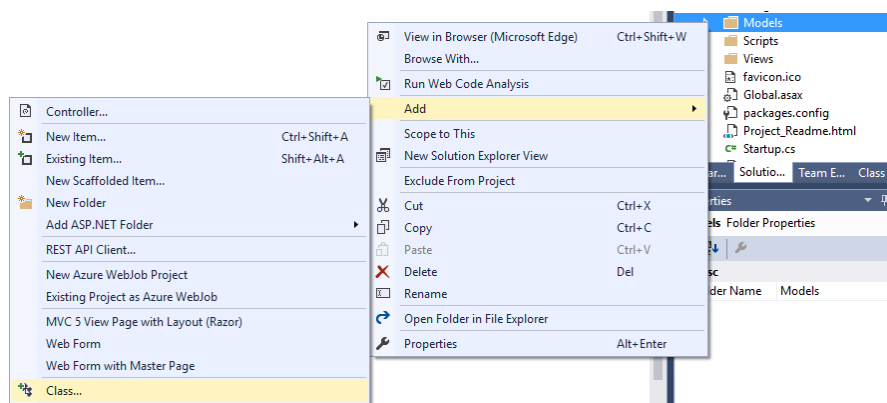 Models
Scripts
Views
favicon.ico
Global.asax
packages.config
Project_Readme.html
C# Startup.cs
Solutio... Team E... Class
Folder Properties
Models
View in Browser (Microsoft Edge) Ctrl+Shift+W
Browse With...
Run Web Code Analysis
Add
Scope to This
New Solution Explorer View
Exclude From Project
Cut Ctrl+X
Copy Ctrl+C
Paste Ctrl+V
Delete Del
Rename
Open Folder in File Explorer
Properties Alt+Enter
Controller...
New Item... Ctrl+Shift+A
Existing Item... Shift+Alt+A
New Scaffolded Item...
New Folder
Add ASP.NET Folder
REST API Client...
New Azure WebJob Project
Existing Project as Azure WebJob
MVC 5 View Page with Layout (Razor)
Web Form
Web Form with Master Page
Class...